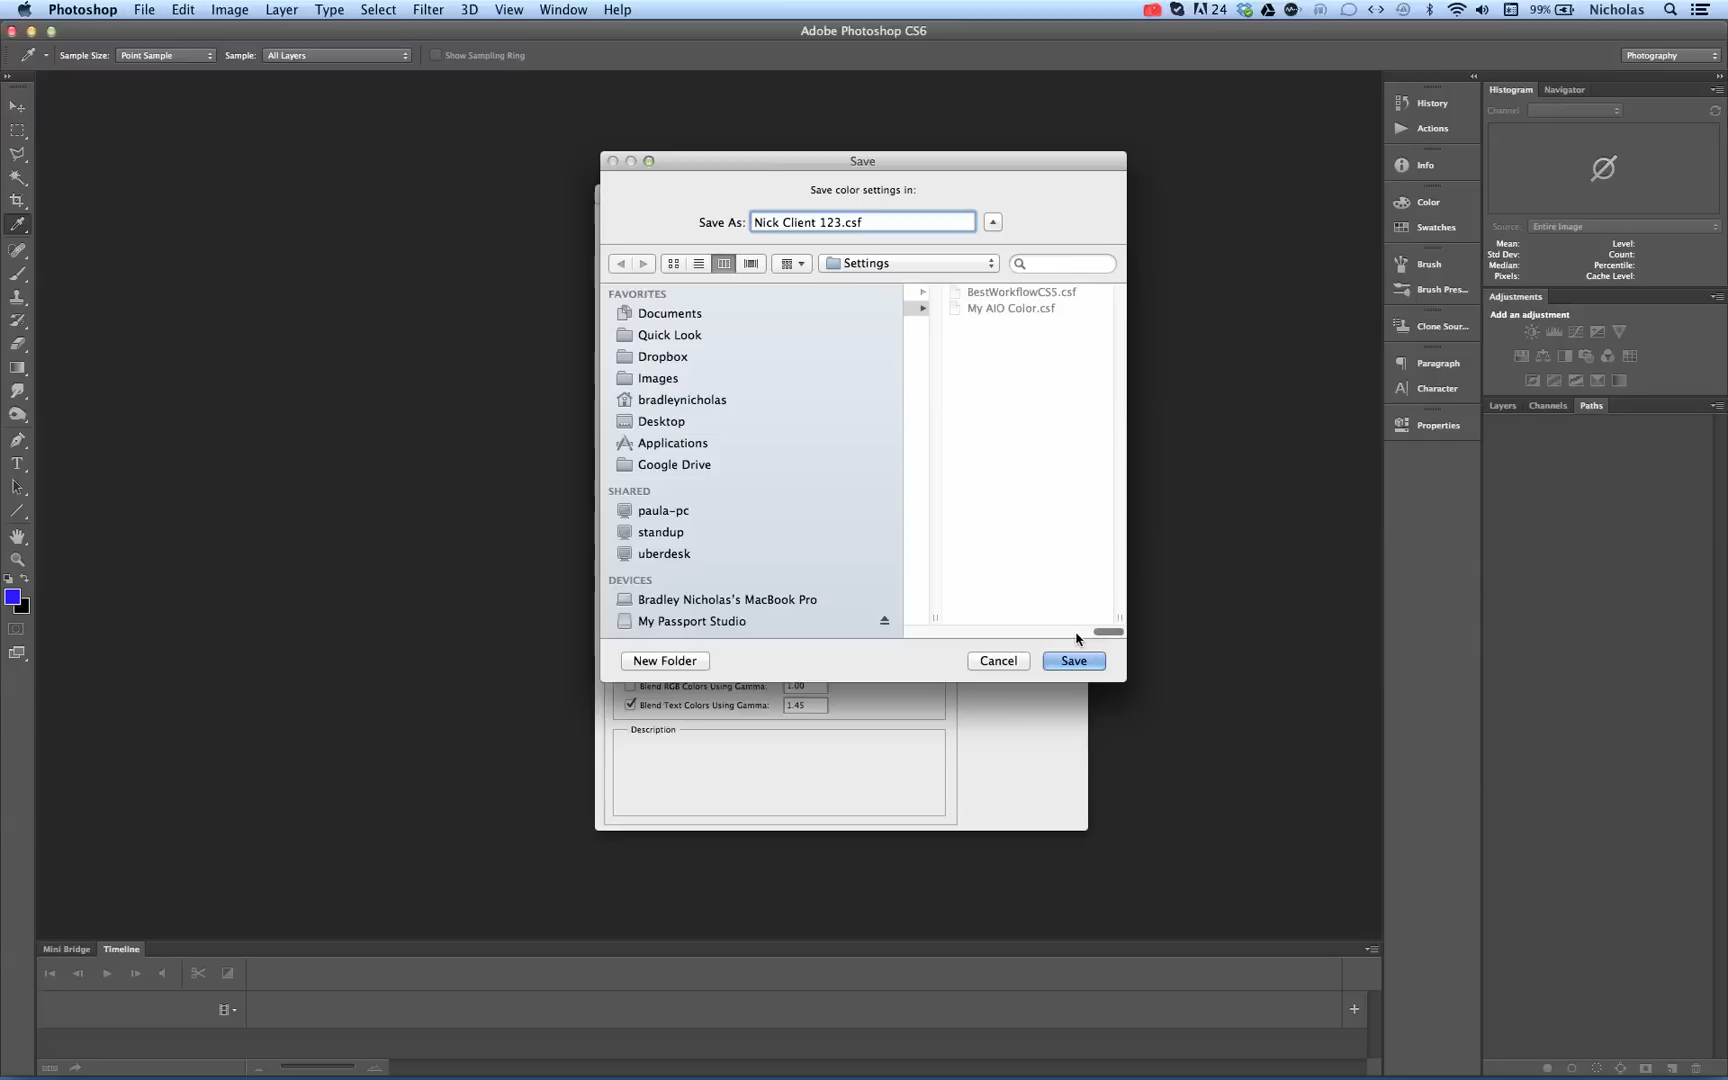 Photoshop File Edit Image Layer Type Select Filter 3D View Window Help 24 99% Nicholas
Adobe Photoshop CS6
Sample Size: Point Sample Sample: All Layers Show Sampling Ring Photography
History
Actions
Info
Color
Swatches
Brush
Brush Pres...
Clone Sour...
Paragraph
Character
Properties
Histogram Navigator
Channel
Source: Entire Image
Mean: Level:
Std Dev: Count:
Median: Percentile:
Pixels: Cache Level:
Adjustments
Add an adjustment
Layers Channels Paths
Save
Save color settings in:
Save As: Nick Client 123.csf
Settings
FAVORITES
Documents
Quick Look
Dropbox
Images
bradleynicholas
Desktop
Applications
Google Drive
SHARED
paula-pc
standup
uberdesk
DEVICES
Bradley Nicholas's MacBook Pro
My Passport Studio
BestWorkflowCS5.csf
My AIO Color.csf
New Folder Cancel Save
Blend RGB Colors Using Gamma: 1.00
Blend Text Colors Using Gamma: 1.45
Description
Mini Bridge Timeline